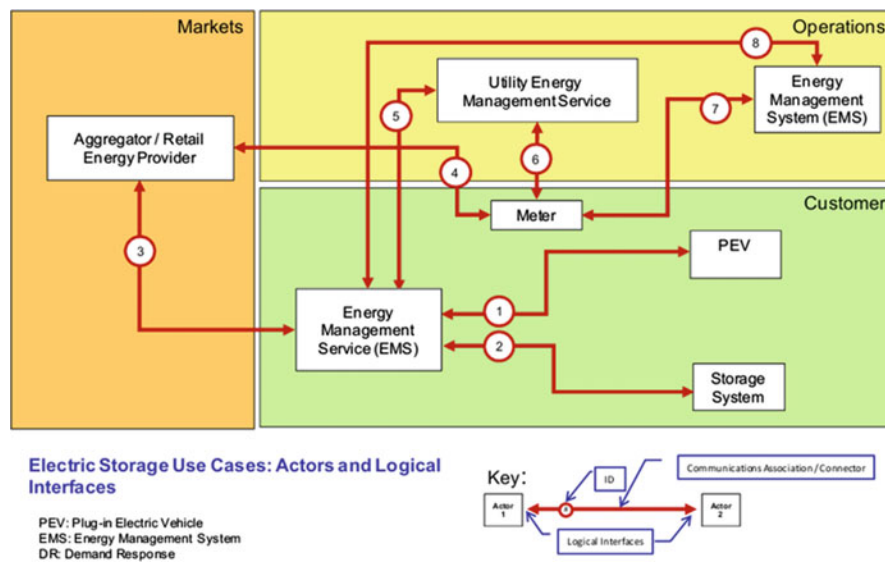 Markets
Operations
8
Utility Energy
Management Service
Energy
Management
System (EMS)
5
7
Aggregator / Retail
Energy Provider
6
4
Customer
Meter
PEV
3
Energy
Management
Service (EMS)
1
2
Storage
System
Electric Storage Use Cases: Actors and Logical
Interfaces
PEV: Plug-in Electric Vehicle
EMS: Energy Management System
DR: Demand Response
Key:
ID
Communications Association / Connector
Actor
1
Actor
2
Logical Interfaces